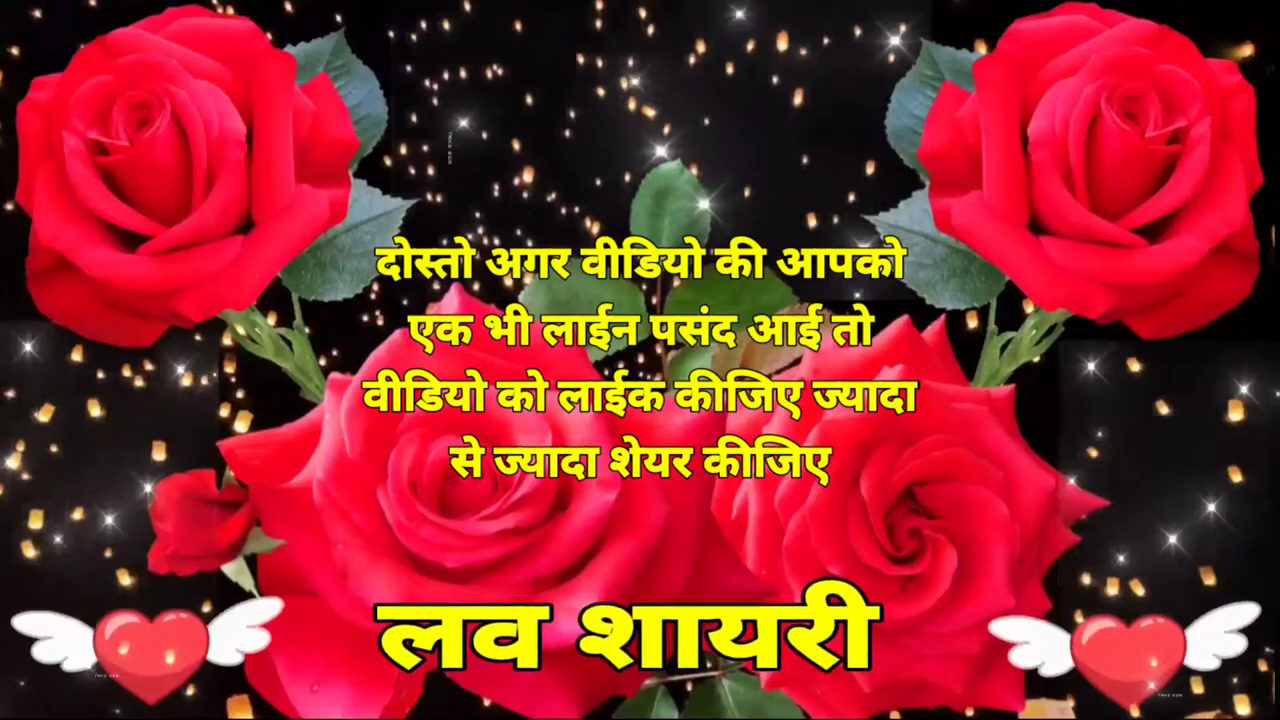 दोस्तो अगर वीडियो की आपको
एक भी लाईन पसंद आई तो
वीडियो को लाईक कीजिए ज्यादा
से ज्यादा शेयर कीजिए
लव शायरी